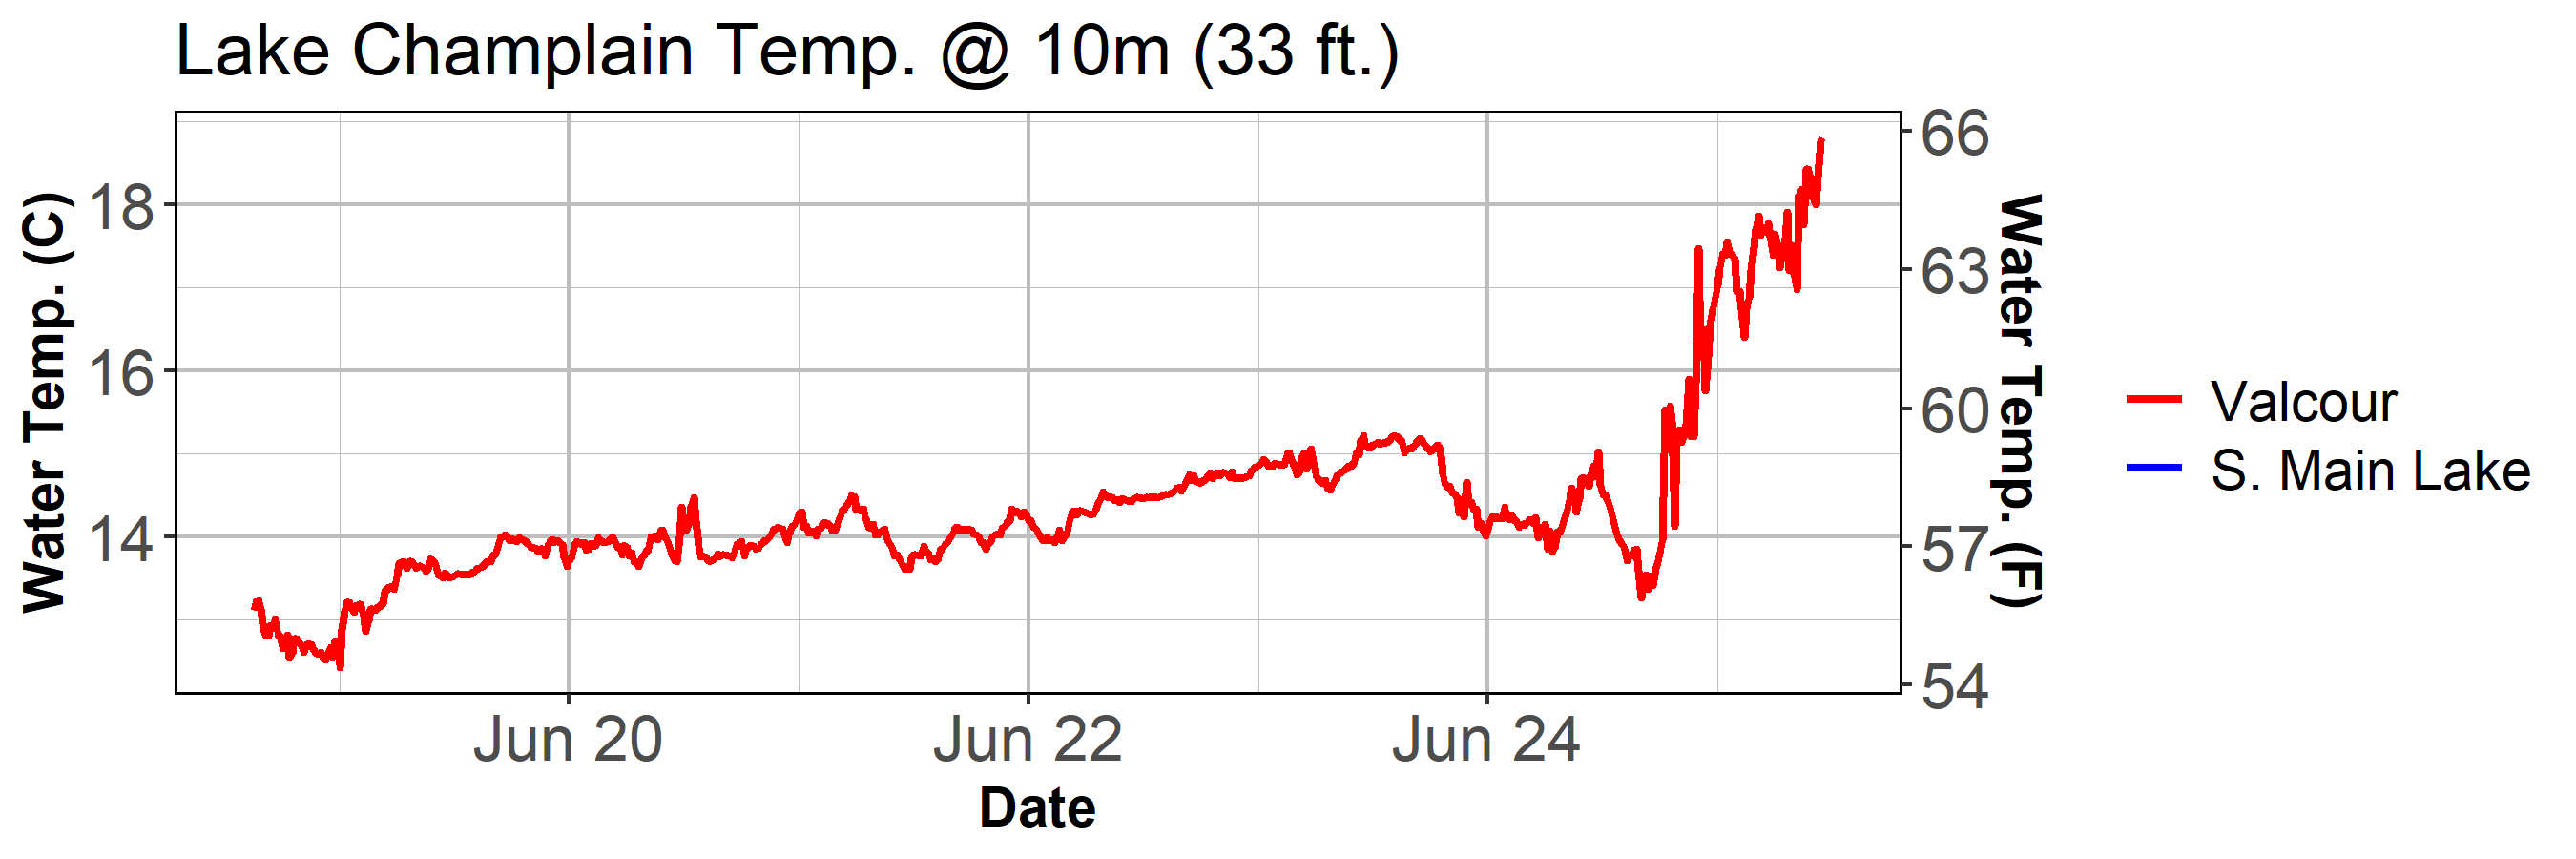 Lake Champlain Temp. @ 10m (33 ft.)
Water Temp. (C)
18
16
14
66
63
60
57
54
Water Temp. (F)
Jun 20
Jun 22
Jun 24
Date
Valcour
S. Main Lake